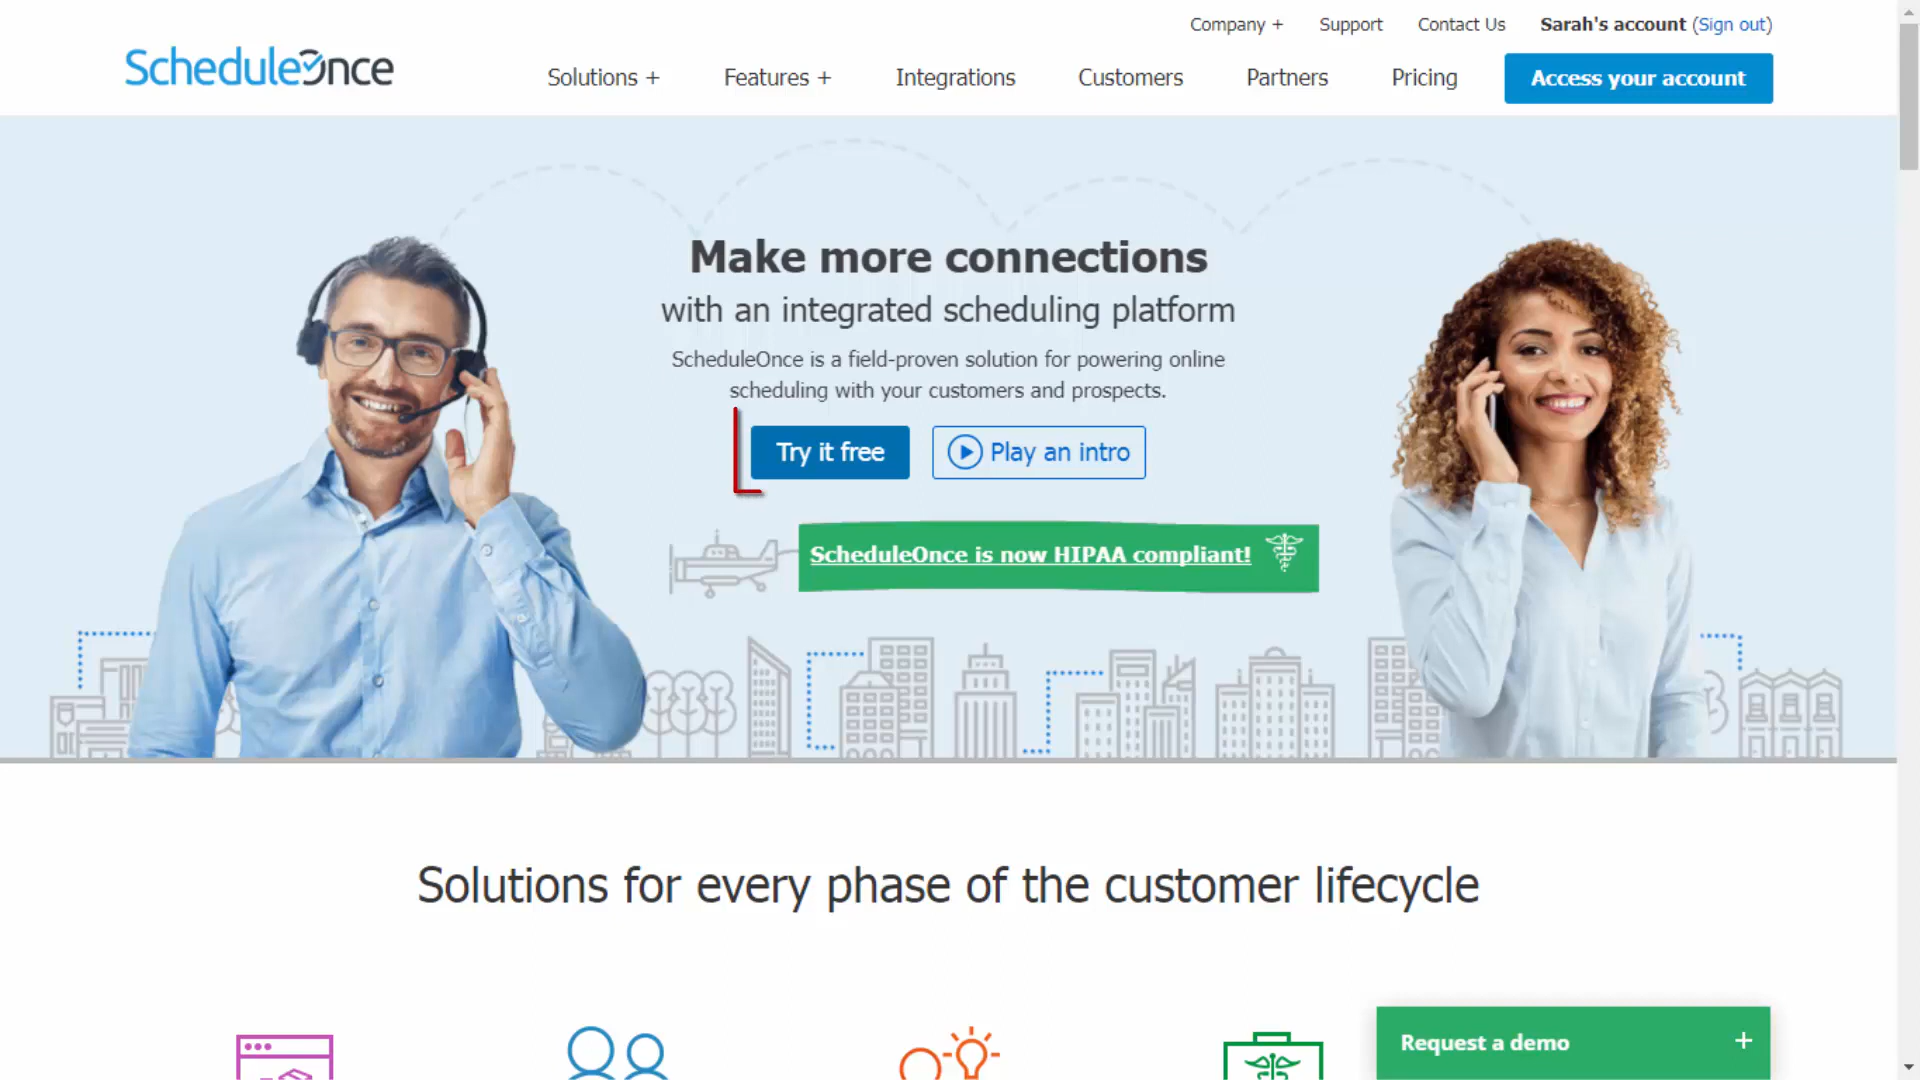 Company +
Support
Contact Us
Sarah's account (Sign out)
ScheduleOnce
Solutions +
Features +
Integrations
Customers
Partners
Pricing
Access your account
Make more connections
with an integrated scheduling platform
ScheduleOnce is a field-proven solution for powering online
scheduling with your customers and prospects.
Try it free
Play an intro
ScheduleOnce is now HIPAA compliant!
Solutions for every phase of the customer lifecycle
Request a demo +